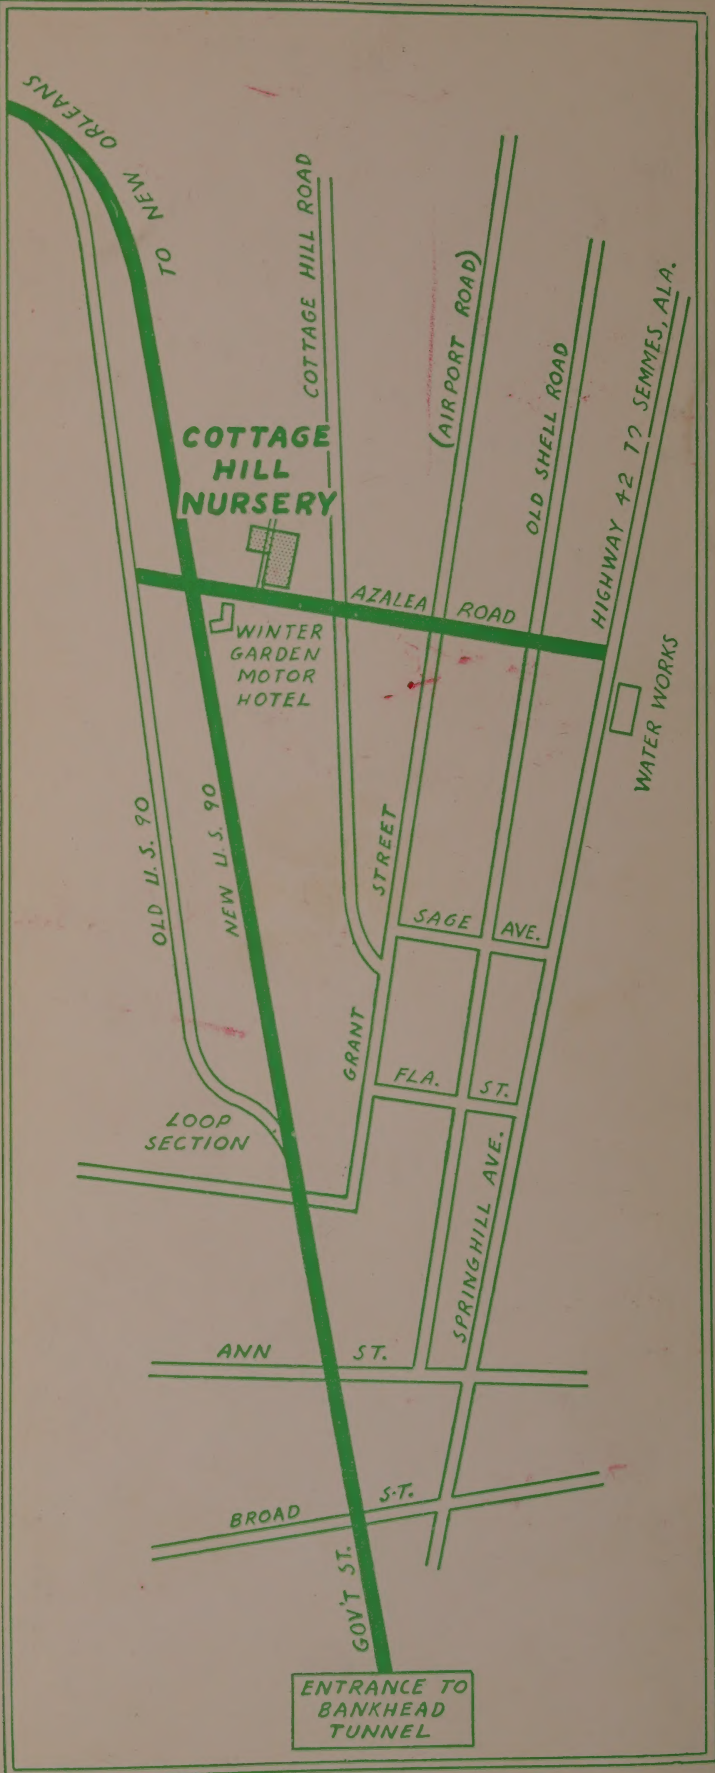 TO NEW ORLEANS
COTTAGE HILL ROAD
(AIRPORT ROAD)
OLD SHELL ROAD
HIGHWAY 42 TO SEMMES, ALA.
COTTAGE
HILL
NURSERY
AZALEA ROAD
WINTER
GARDEN
MOTOR
HOTEL
WATER WORKS
OLD U.S. 90
NEW U.S. 90
GRANT STREET
SAGE AVE.
FLA. ST.
LOOP
SECTION
SPRINGHILL AVE.
ANN ST.
BROAD ST.
GOV'T ST.
ENTRANCE TO
BANKHEAD
TUNNEL